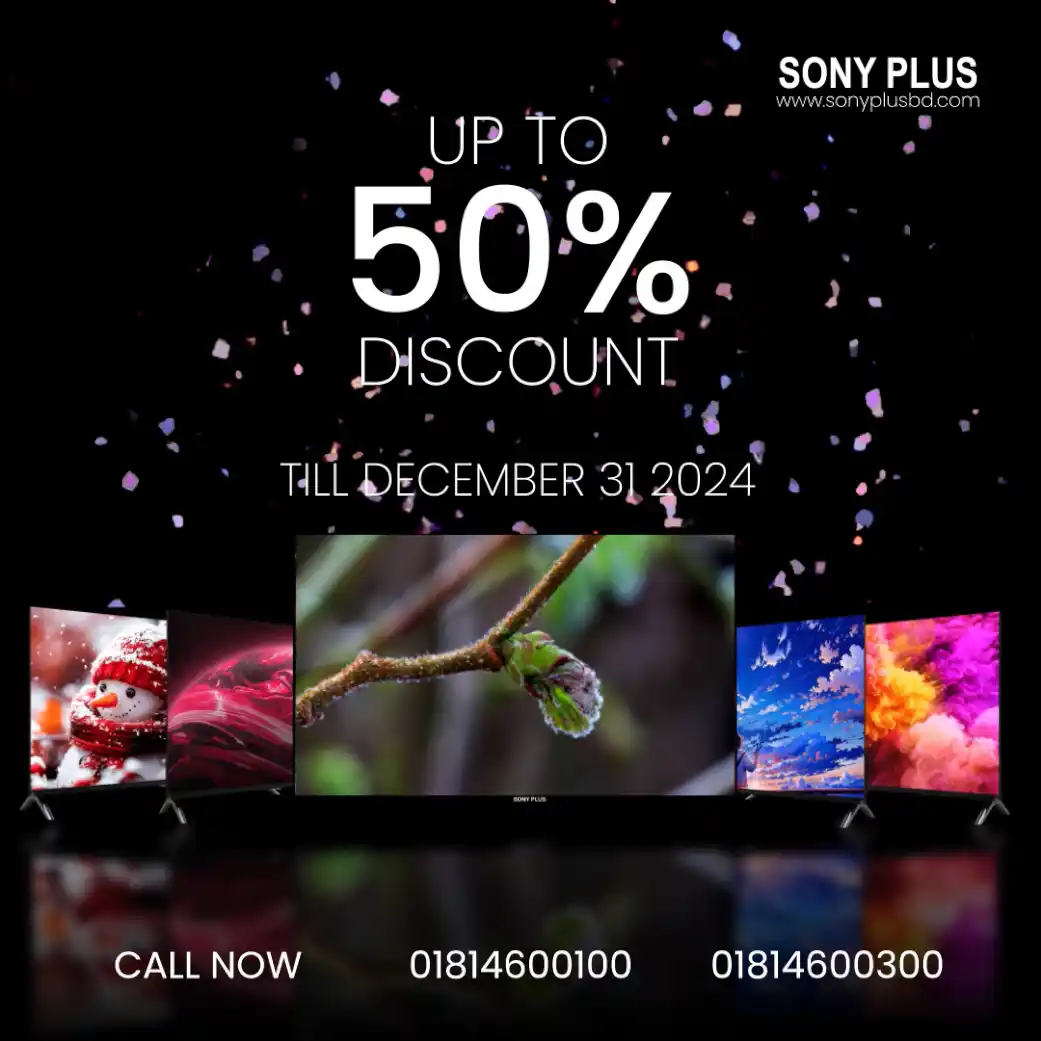 SONY PLUS
www.sonyplusbd.com
UP TO
50%
DISCOUNT
TILL DECEMBER 31 2024
SONY PLUS
CALL NOW 01814600100 01814600300